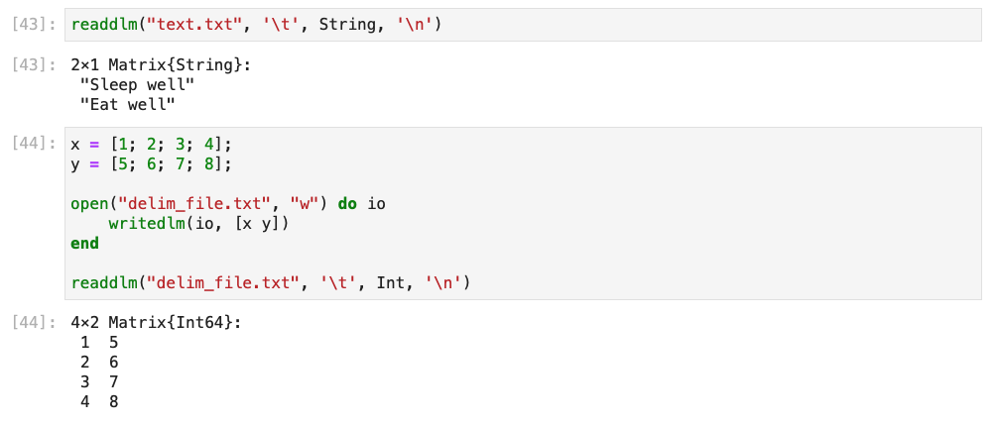 [43]: readdlm("text.txt", '\t', String, '\n')
[43]: 2×1 Matrix{String}:
 "Sleep well"
 "Eat well"
[44]: x = [1; 2; 3; 4];
y = [5; 6; 7; 8];
open("delim_file.txt", "w") do io
    writedlm(io, [x y])
end
readdlm("delim_file.txt", '\t', Int, '\n')
[44]: 4×2 Matrix{Int64}:
 1  5
 2  6
 3  7
 4  8